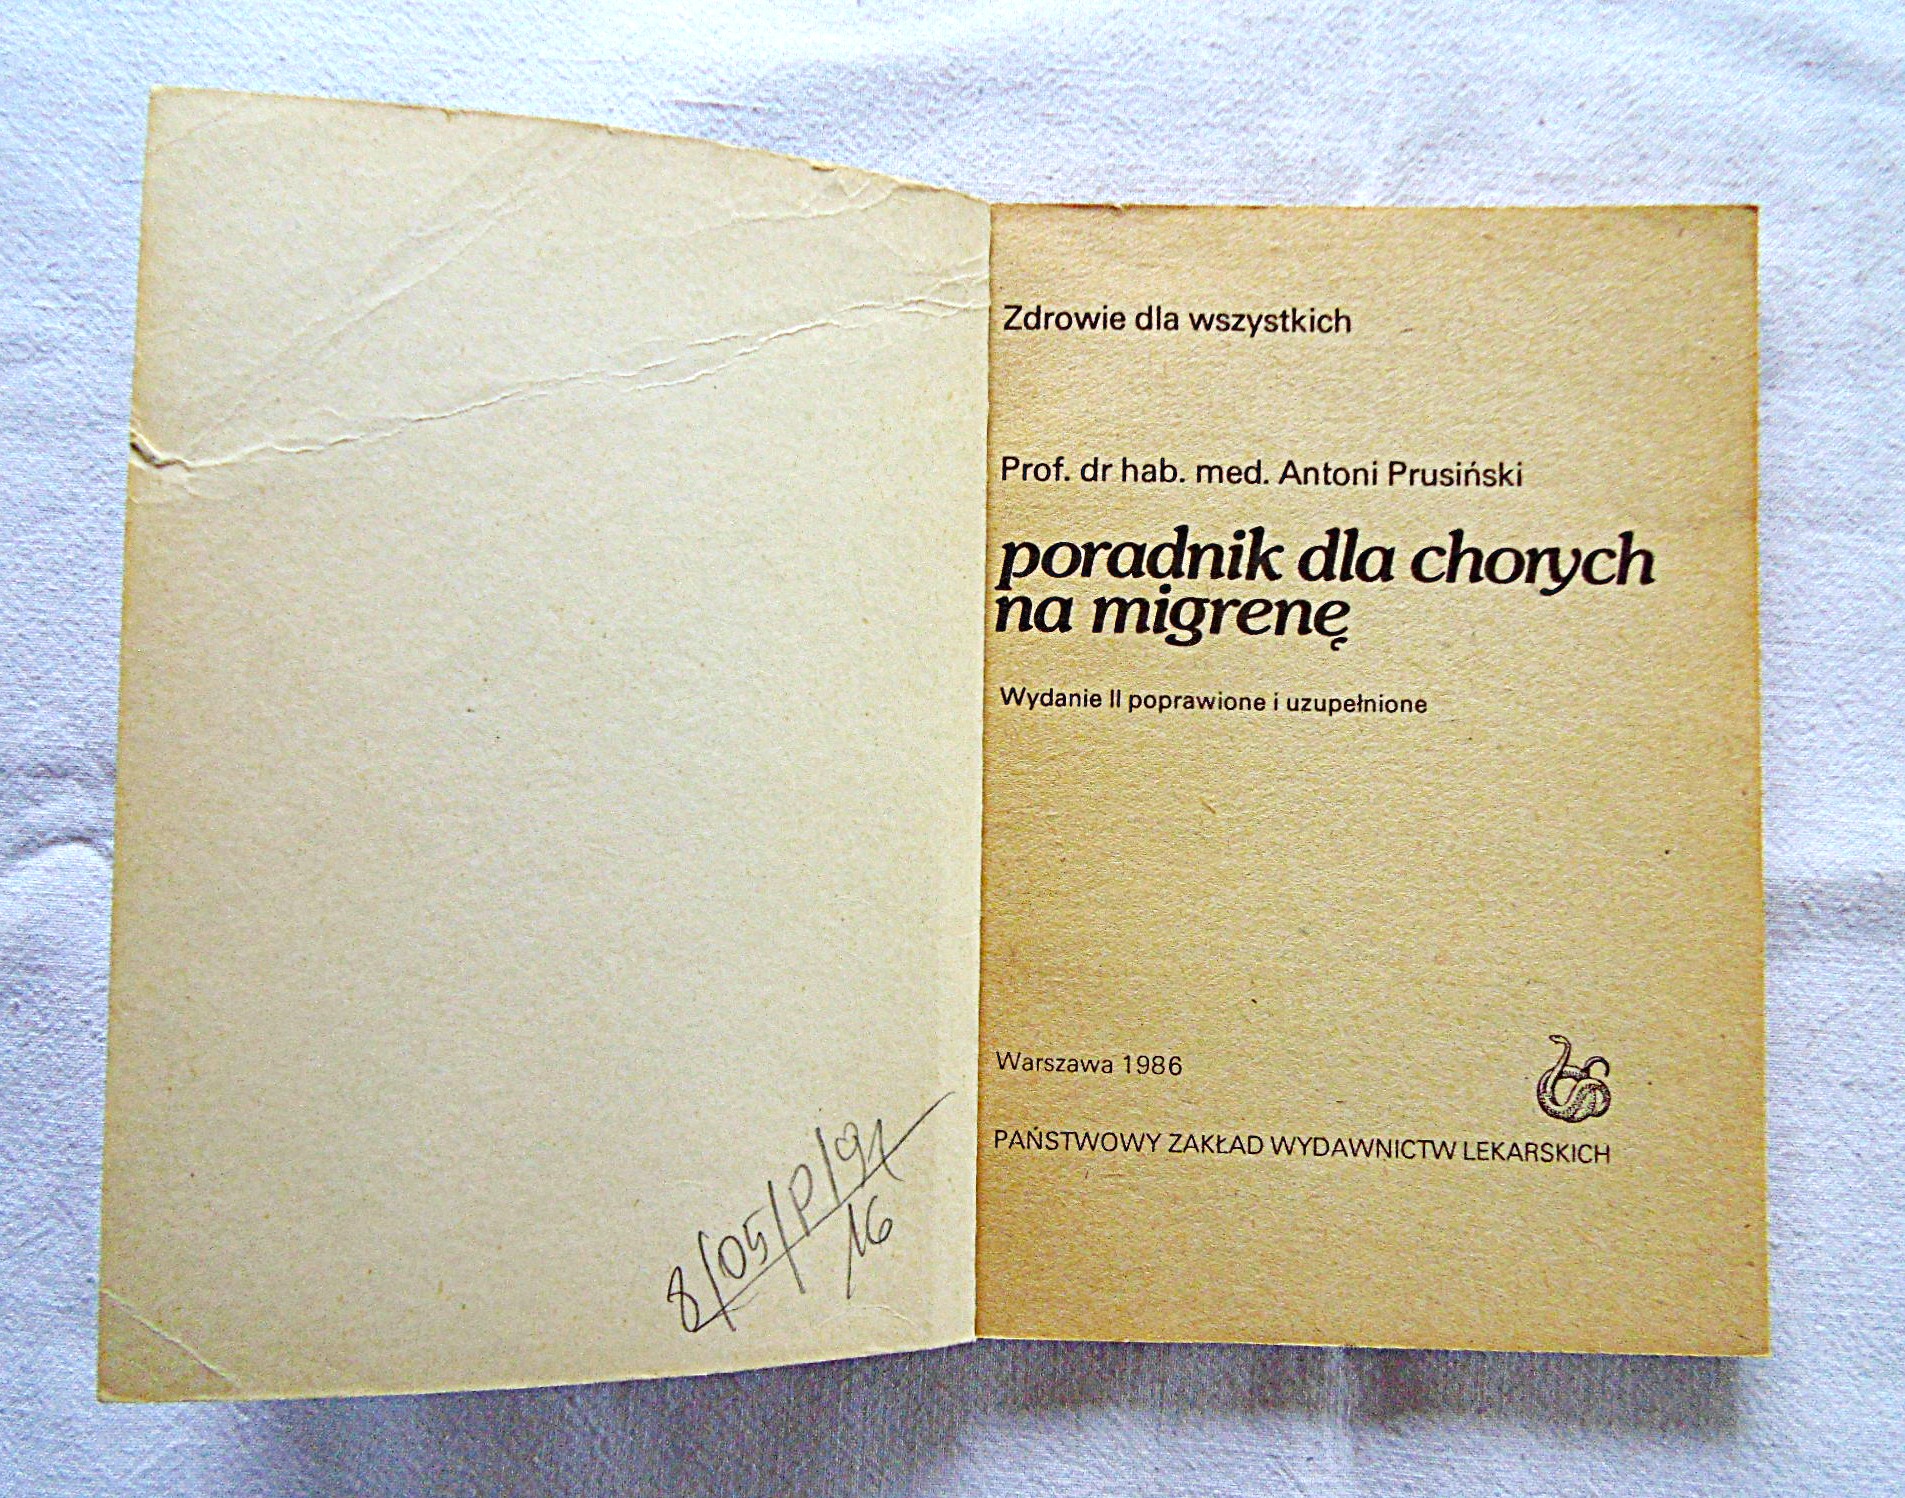 8/05/P/91
16
Zdrowie dla wszystkich
Prof. dr hab. med. Antoni Prusiński
poradnik dla chorych
na migrenę
Wydanie II poprawione i uzupełnione
Warszawa 1986
PAŃSTWOWY ZAKŁAD WYDAWNICTW LEKARSKICH